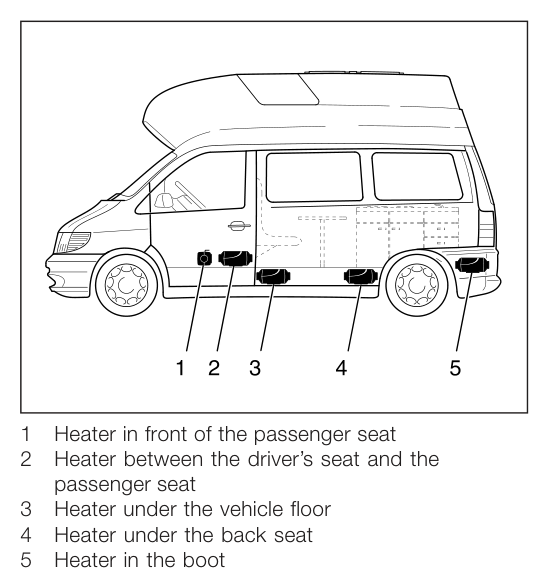 1 2 3 4 5
1 Heater in front of the passenger seat
2 Heater between the driver's seat and the
passenger seat
3 Heater under the vehicle floor
4 Heater under the back seat
5 Heater in the boot